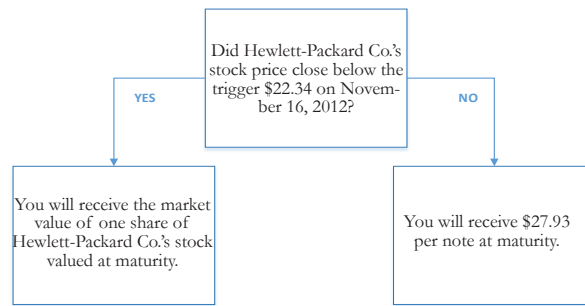 Did Hewlett-Packard Co.'s
stock price close below the
trigger $22.34 on Novem-
ber 16, 2012?
YES
NO
You will receive the market
value of one share of
Hewlett-Packard Co.'s stock
valued at maturity.
You will receive $27.93
per note at maturity.